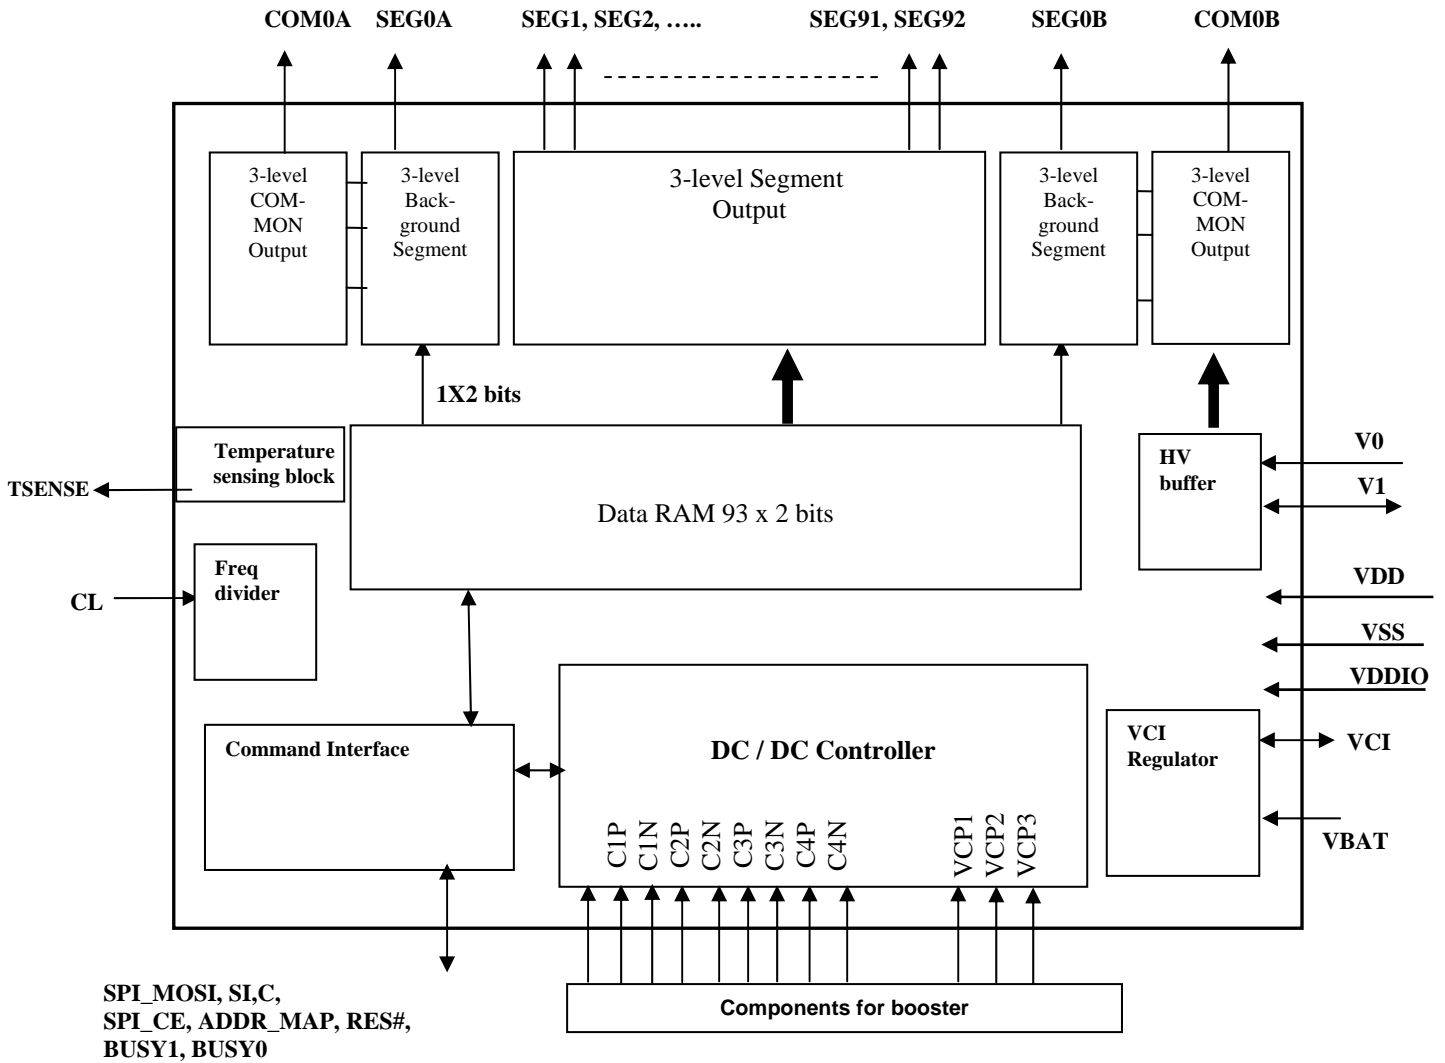 COM0A SEG0A SEG1, SEG2, ….. SEG91, SEG92 SEG0B COM0B
3-level
COM-
MON
Output
3-level
Back-
ground
Segment
3-level Segment
Output
3-level
Back-
ground
Segment
3-level
COM-
MON
Output
1X2 bits
Temperature
sensing block
TSENSE
Data RAM 93 x 2 bits
HV
buffer
V0
V1
Freq
divider
CL
VDD
VSS
VDDIO
Command Interface
DC / DC Controller
VCI
Regulator
VCI
VBAT
C1P
C1N
C2P
C2N
C3P
C3N
C4P
C4N
VCP1
VCP2
VCP3
Components for booster
SPI_MOSI, SI,C,
SPI_CE, ADDR_MAP, RES#,
BUSY1, BUSY0